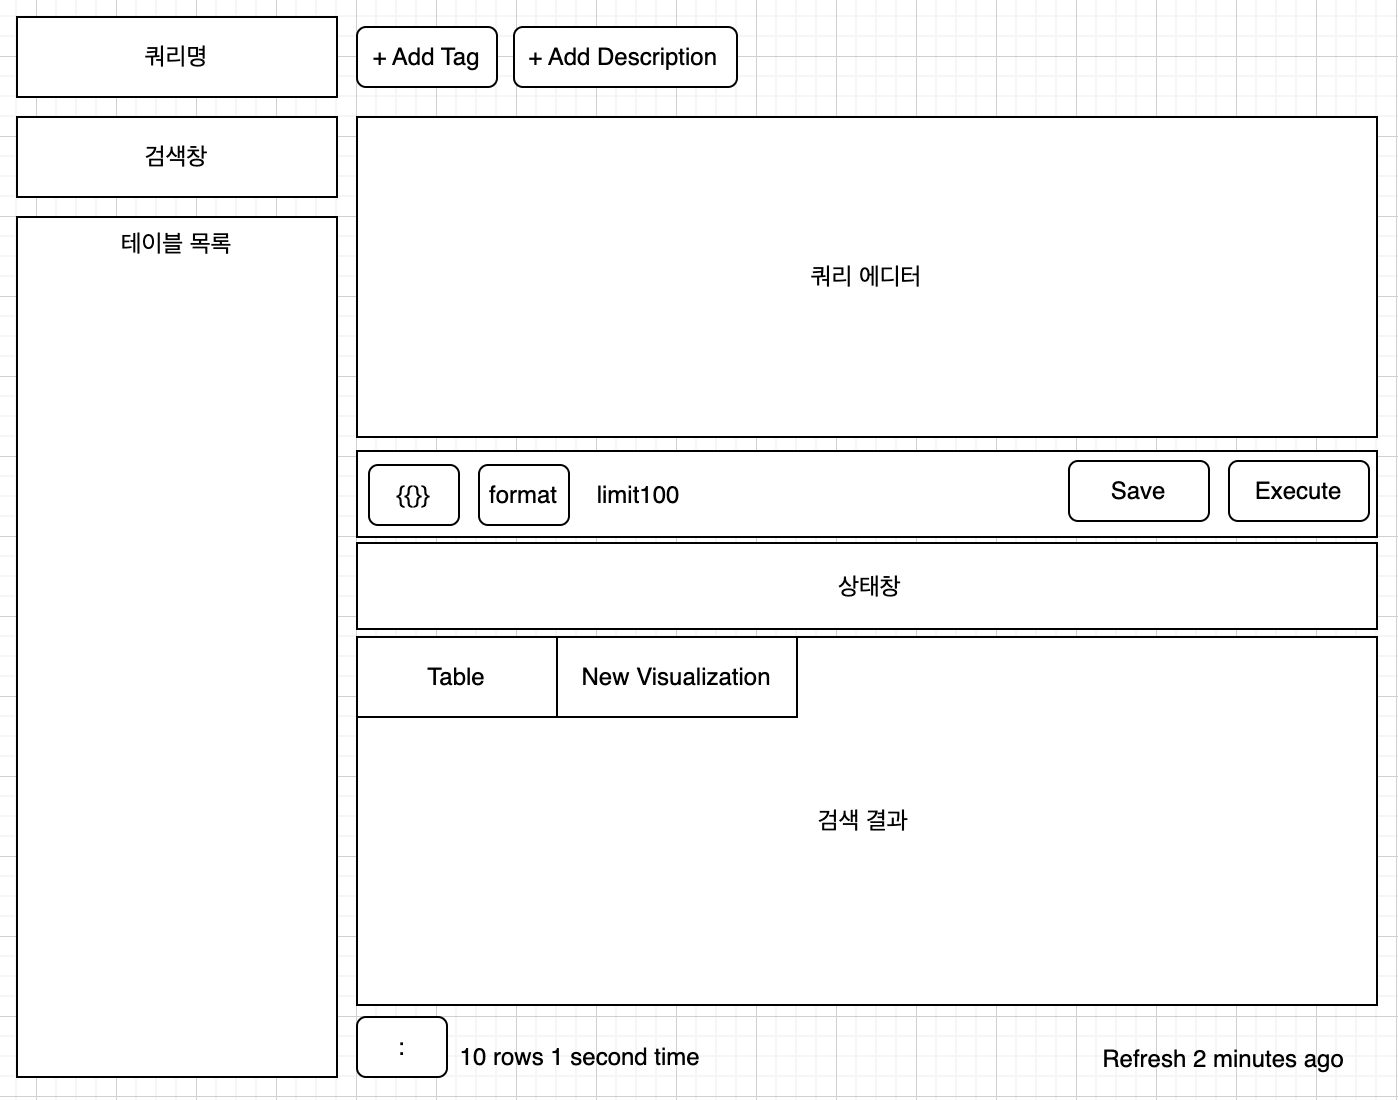 쿼리명
+ Add Tag
+ Add Description
검색창
테이블 목록
쿼리 에디터
{{}}
format
limit100
Save
Execute
상태창
Table
New Visualization
검색 결과
:
10 rows 1 second time
Refresh 2 minutes ago